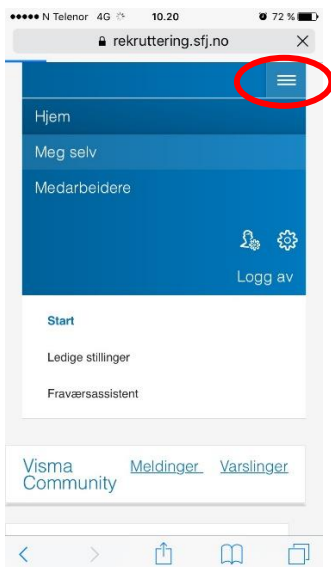 N Telenor 4G 10.20 72 %
rekruttering.sfj.no
Hjem
Meg selv
Medarbeidere
Logg av
Start
Ledige stillinger
Fraværsassistent
Visma Community Meldinger Varslinger